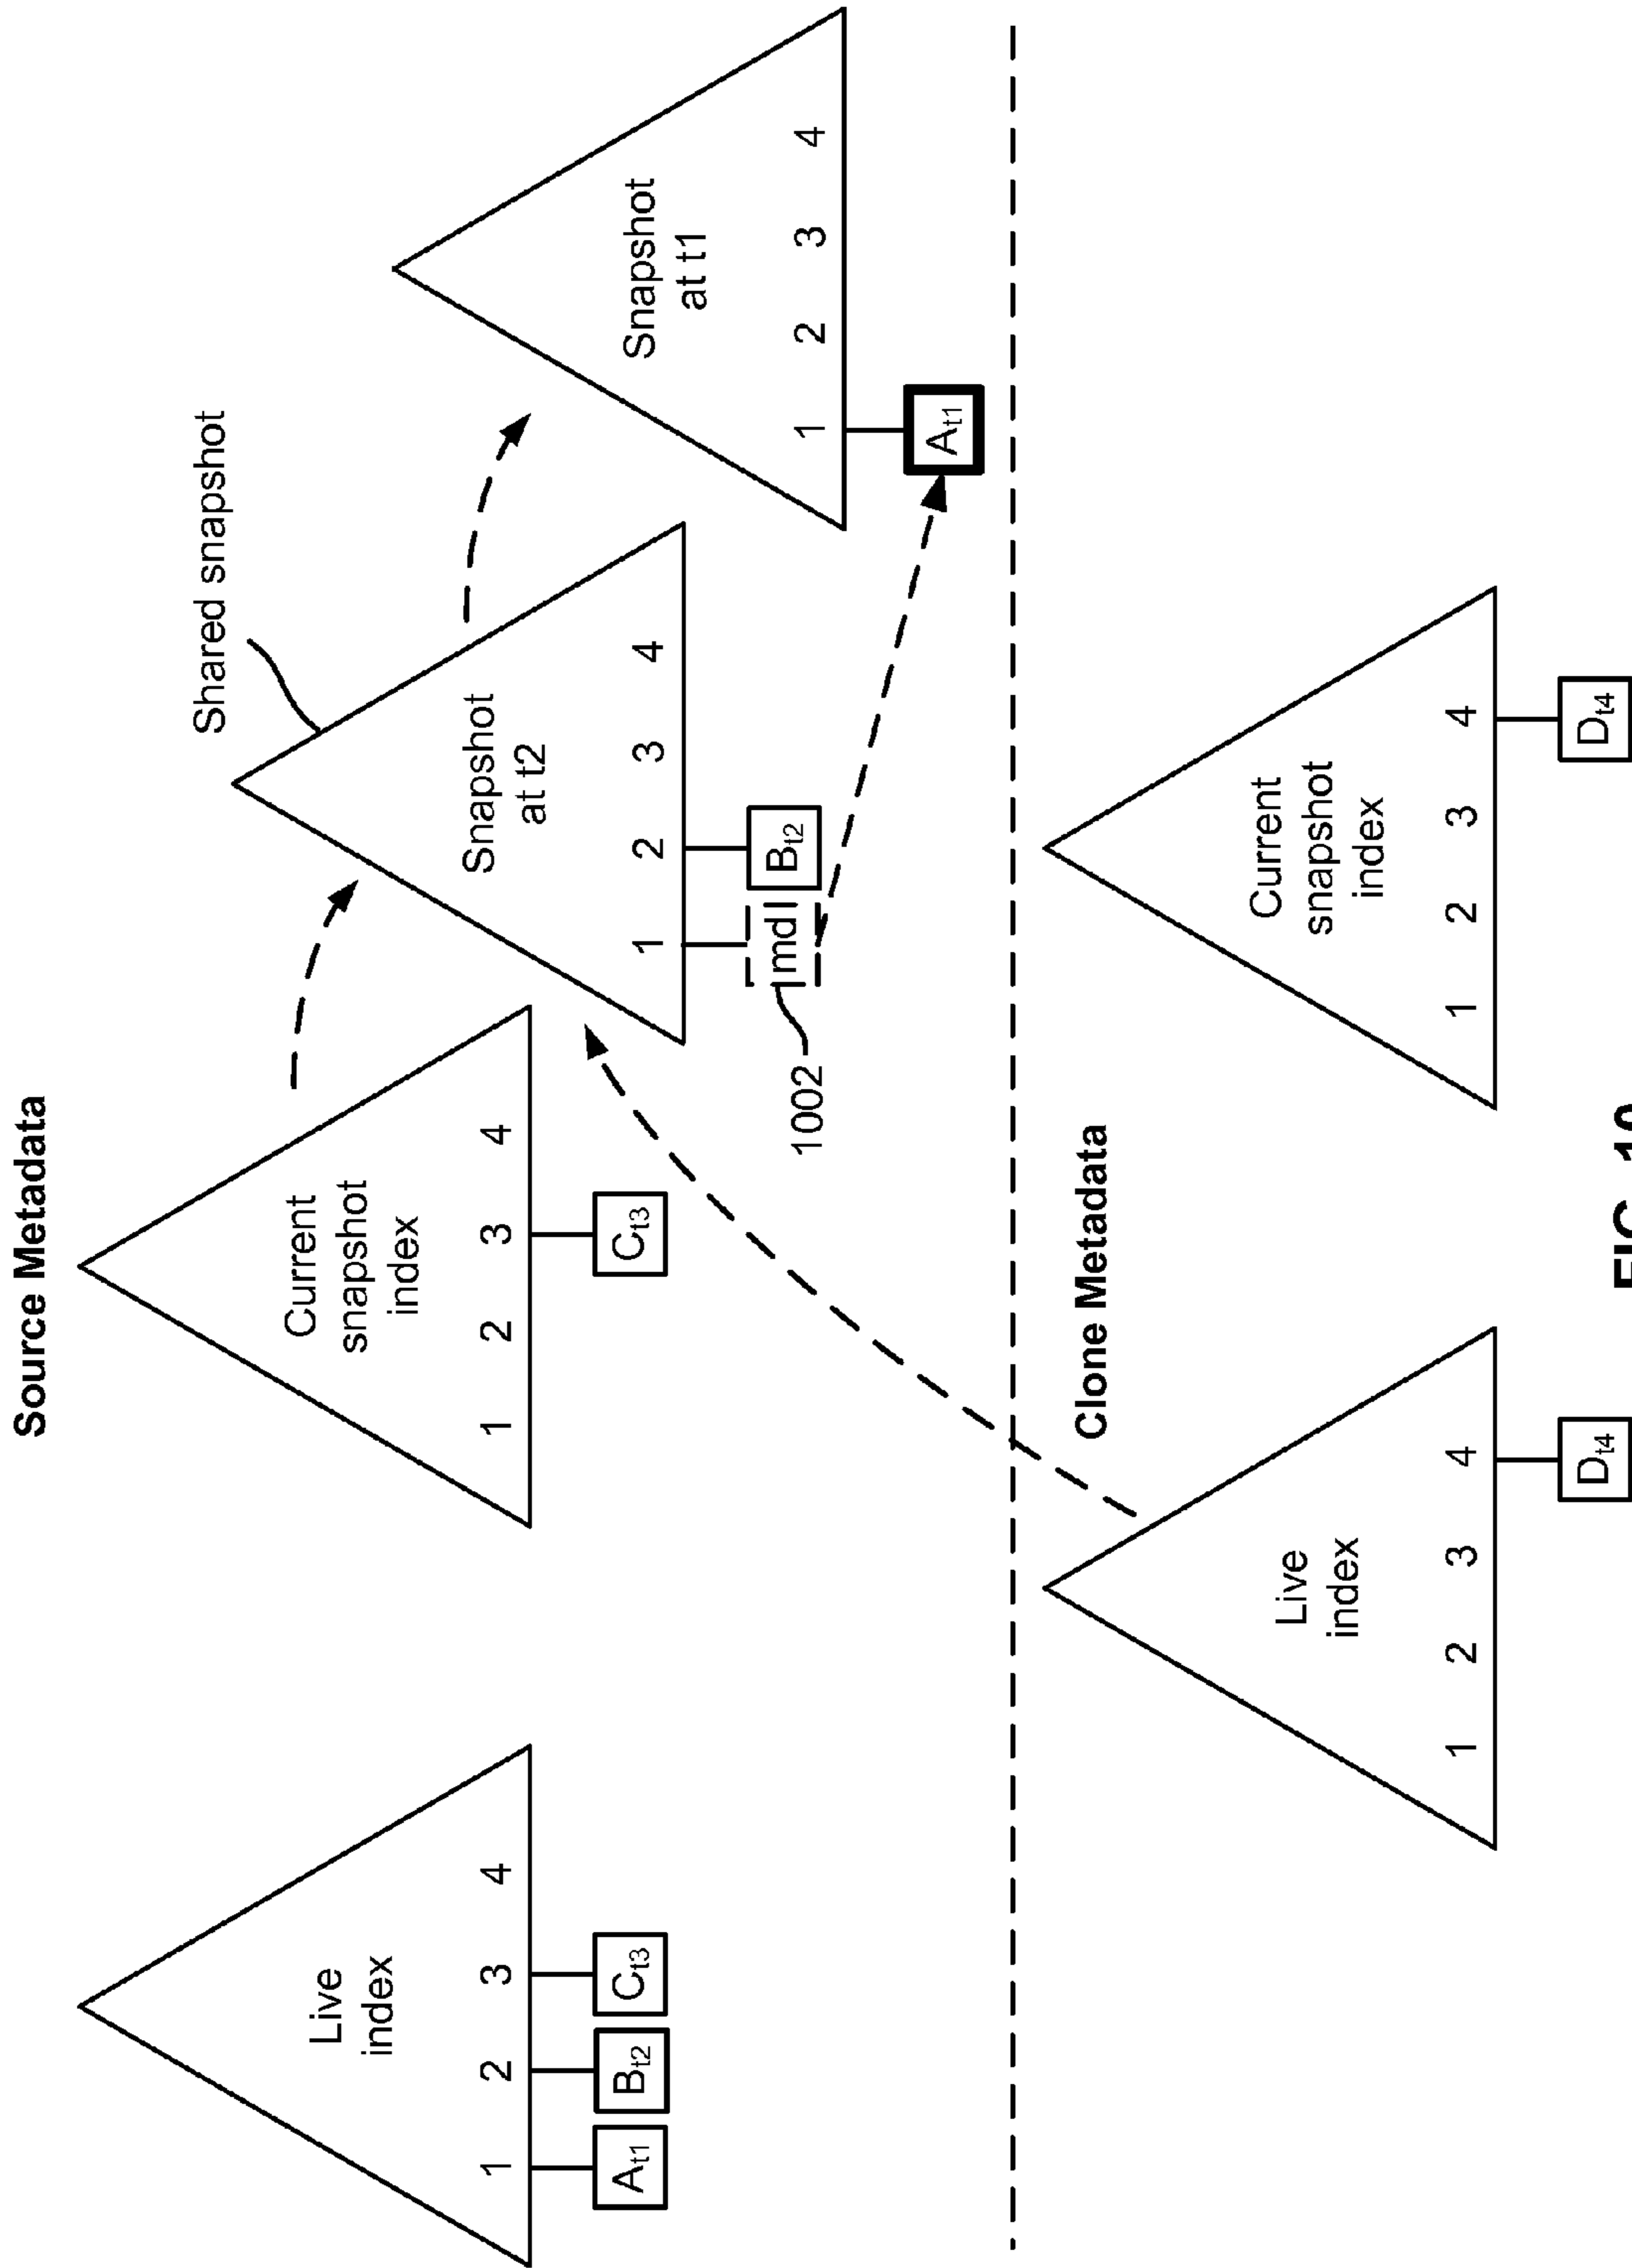 Source Metadata
Live
index
1 2 3 4
At1 Bt2 Ct3
Current
snapshot
index
1 2 3 4
Ct3
Shared snapshot
Snapshot
at t2
1 2 3 4
md Bt2
1002
Snapshot
at t1
1 2 3 4
At1
Clone Metadata
Live
index
1 2 3 4
Dt4
Current
snapshot
index
1 2 3 4
Dt4
FIG. 10